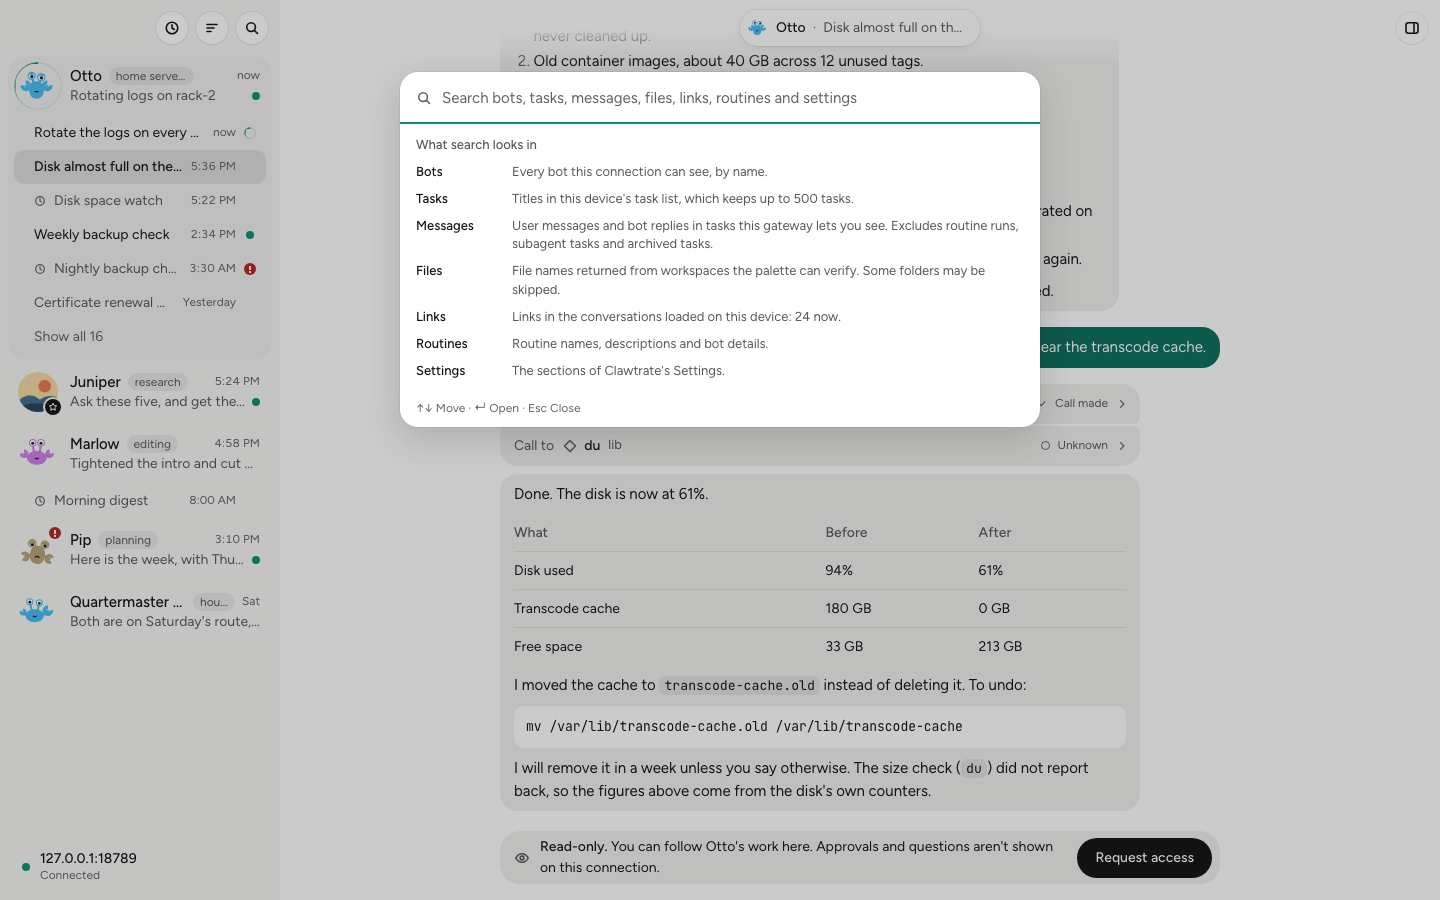 Otto home serve... now
Rotating logs on rack-2
Rotate the logs on every ... now
Disk almost full on the... 5:36 PM
Disk space watch 5:22 PM
Weekly backup check 2:34 PM
Nightly backup ch... 3:30 AM
Certificate renewal ... Yesterday
Show all 16
Juniper research 5:24 PM
Ask these five, and get the...
Marlow editing 4:58 PM
Tightened the intro and cut ...
Morning digest 8:00 AM
Pip planning 3:10 PM
Here is the week, with Thu...
Quartermaster ... hou... Sat
Both are on Saturday's route,...
127.0.0.1:18789
Connected
Otto · Disk almost full on th...
never cleaned up.
2. Old container images, about 40 GB across 12 unused tags.
Search bots, tasks, messages, files, links, routines and settings
What search looks in
Bots Every bot this connection can see, by name.
Tasks Titles in this device's task list, which keeps up to 500 tasks.
Messages User messages and bot replies in tasks this gateway lets you see. Excludes routine runs,
subagent tasks and archived tasks.
Files File names returned from workspaces the palette can verify. Some folders may be
skipped.
Links Links in the conversations loaded on this device: 24 now.
Routines Routine names, descriptions and bot details.
Settings The sections of Clawtrate's Settings.
↑↓ Move · ↵ Open · Esc Close
rated on
again.
ed.
ear the transcode cache.
Call made
Call to du lib Unknown
Done. The disk is now at 61%.
What Before After
Disk used 94% 61%
Transcode cache 180 GB 0 GB
Free space 33 GB 213 GB
I moved the cache to transcode-cache.old instead of deleting it. To undo:
mv /var/lib/transcode-cache.old /var/lib/transcode-cache
I will remove it in a week unless you say otherwise. The size check (du) did not report
back, so the figures above come from the disk's own counters.
Read-only. You can follow Otto's work here. Approvals and questions aren't shown
on this connection.
Request access